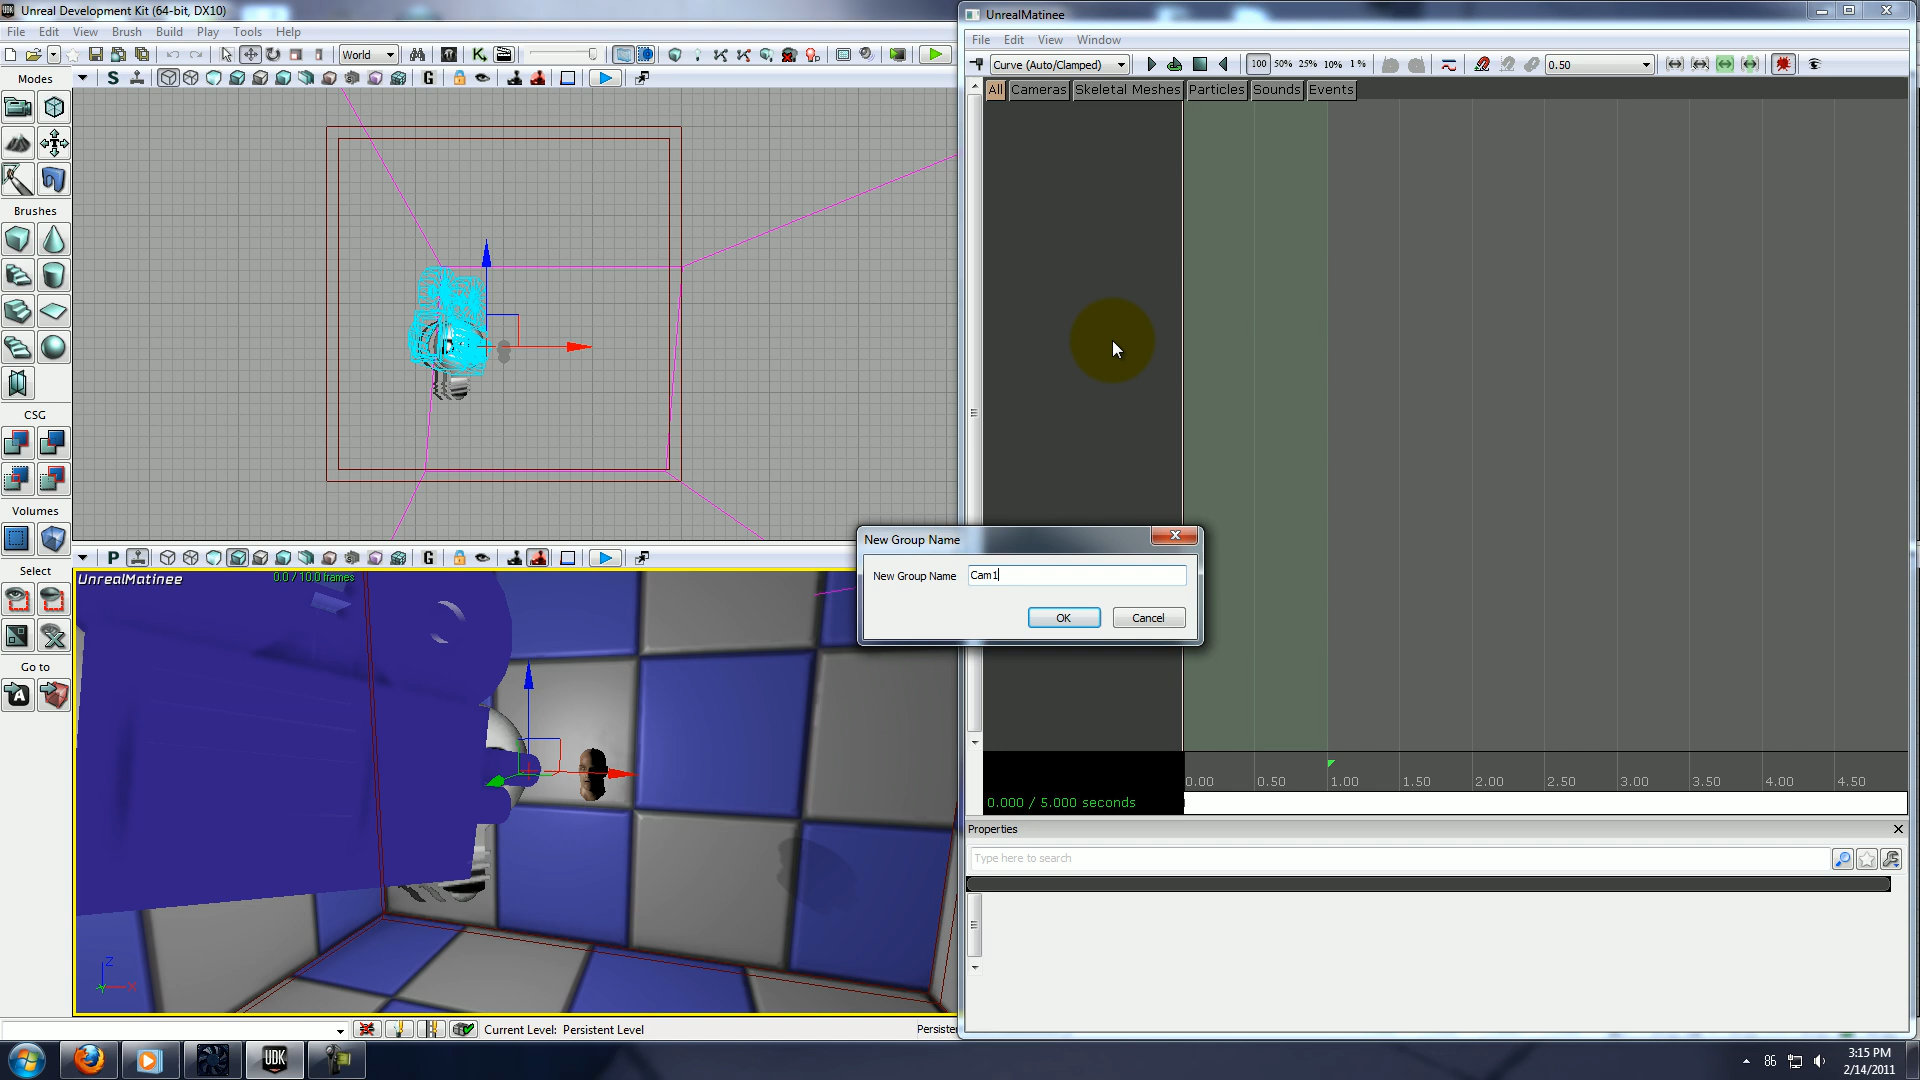 Unreal Development Kit (64-bit, DX10)
File Edit View Brush Build Play Tools Help
World
Modes
Brushes
CSG
Volumes
Select
Go to
S
G
P
G
UnrealMatinee
0.0 / 10.0 frames
Z
X
Current Level: Persistent Level
Persiste
UnrealMatinee
File Edit View Window
Curve (Auto/Clamped)
100 50% 25% 10% 1 %
0.50
All Cameras Skeletal Meshes Particles Sounds Events
New Group Name
New Group Name Cam1
OK Cancel
0.00 0.50 1.00 1.50 2.00 2.50 3.00 3.50 4.00 4.50
0.000 / 5.000 seconds
Properties
Type here to search
UDK
86
3:15 PM
2/14/2011